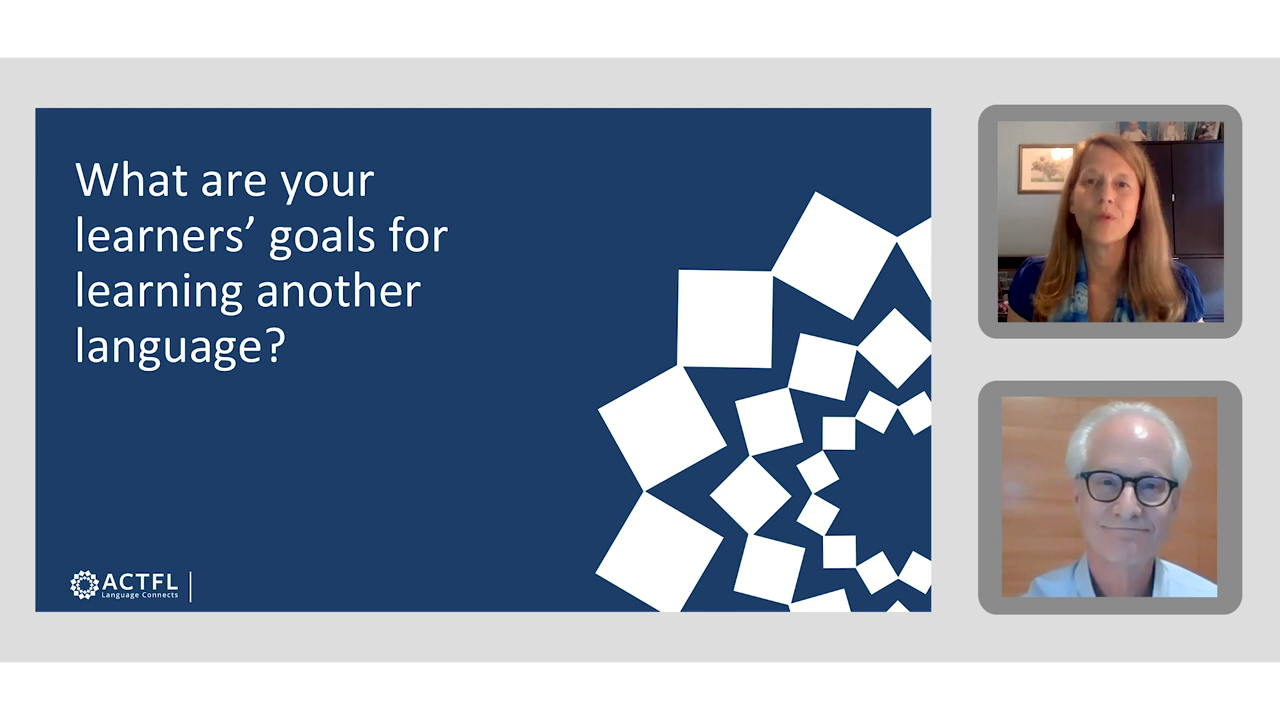 What are your
learners’ goals for
learning another
language?
ACTFL
Language Connects